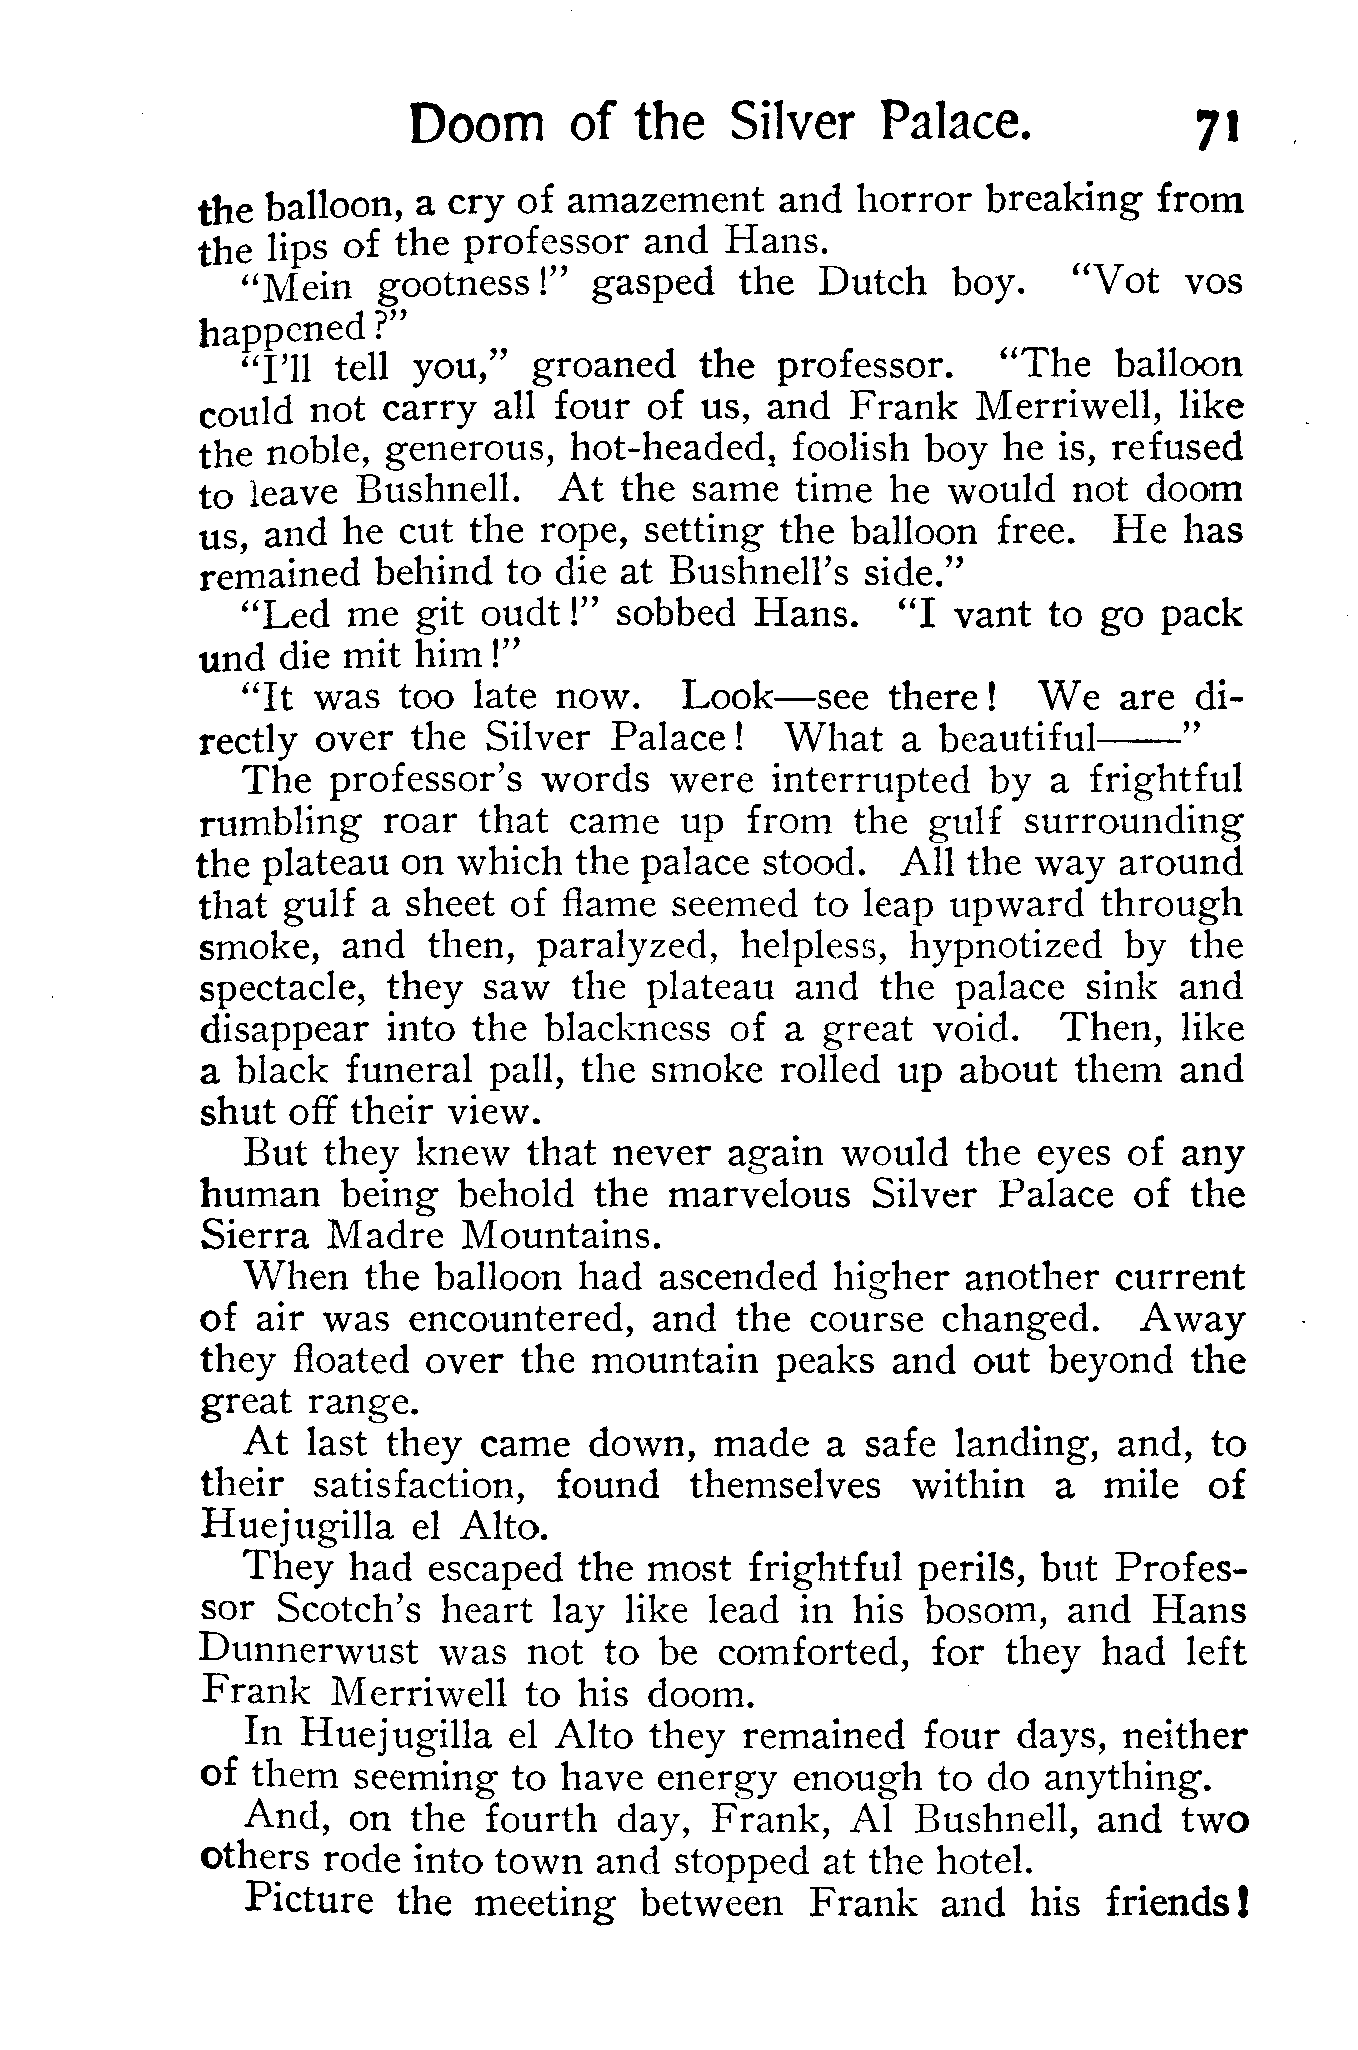 Doom of the Silver Palace. 71
the balloon, a cry of amazement and horror breaking from
the lips of the professor and Hans.
“Mein gootness!” gasped the Dutch boy. “Vot vos
happened?”
“I’ll tell you,” groaned the professor. “The balloon
could not carry all four of us, and Frank Merriwell, like
the noble, generous, hot-headed, foolish boy he is, refused
to leave Bushnell. At the same time he would not doom
us, and he cut the rope, setting the balloon free. He has
remained behind to die at Bushnell’s side.”
“Led me git oudt!” sobbed Hans. “I vant to go pack
und die mit him!”
“It was too late now. Look—see there! We are di-
rectly over the Silver Palace! What a beautiful——”
The professor’s words were interrupted by a frightful
rumbling roar that came up from the gulf surrounding
the plateau on which the palace stood. All the way around
that gulf a sheet of flame seemed to leap upward through
smoke, and then, paralyzed, helpless, hypnotized by the
spectacle, they saw the plateau and the palace sink and
disappear into the blackness of a great void. Then, like
a black funeral pall, the smoke rolled up about them and
shut off their view.
But they knew that never again would the eyes of any
human being behold the marvelous Silver Palace of the
Sierra Madre Mountains.
When the balloon had ascended higher another current
of air was encountered, and the course changed. Away
they floated over the mountain peaks and out beyond the
great range.
At last they came down, made a safe landing, and, to
their satisfaction, found themselves within a mile of
Huejugilla el Alto.
They had escaped the most frightful perils, but Profes-
sor Scotch’s heart lay like lead in his bosom, and Hans
Dunnerwust was not to be comforted, for they had left
Frank Merriwell to his doom.
In Huejugilla el Alto they remained four days, neither
of them seeming to have energy enough to do anything.
And, on the fourth day, Frank, Al Bushnell, and two
others rode into town and stopped at the hotel.
Picture the meeting between Frank and his friends!